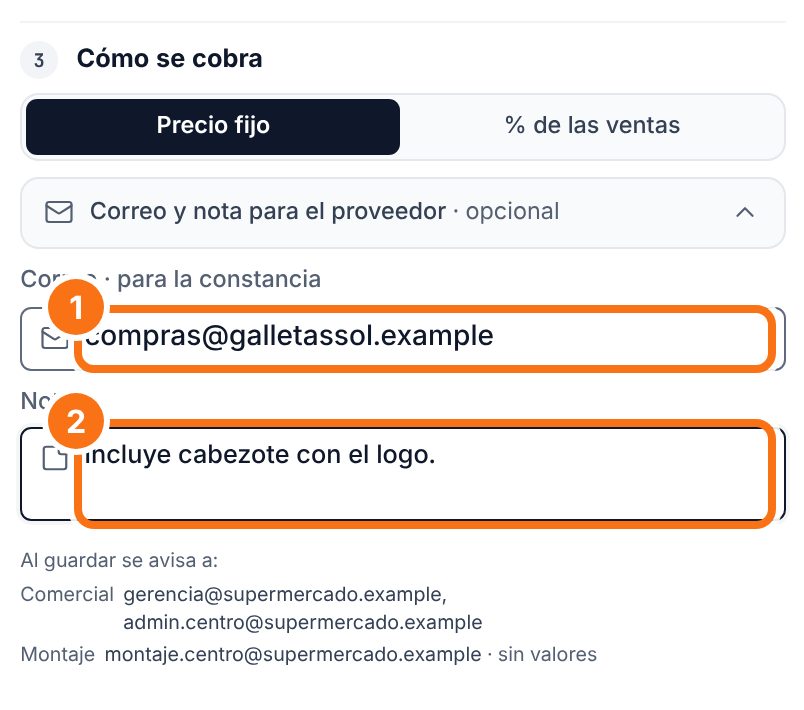 3 Cómo se cobra
Precio fijo % de las ventas
Correo y nota para el proveedor · opcional
Correo · para la constancia
1
compras@galletassol.example
2
Incluye cabezote con el logo.
Al guardar se avisa a:
Comercial gerencia@supermercado.example,
admin.centro@supermercado.example
Montaje montaje.centro@supermercado.example · sin valores